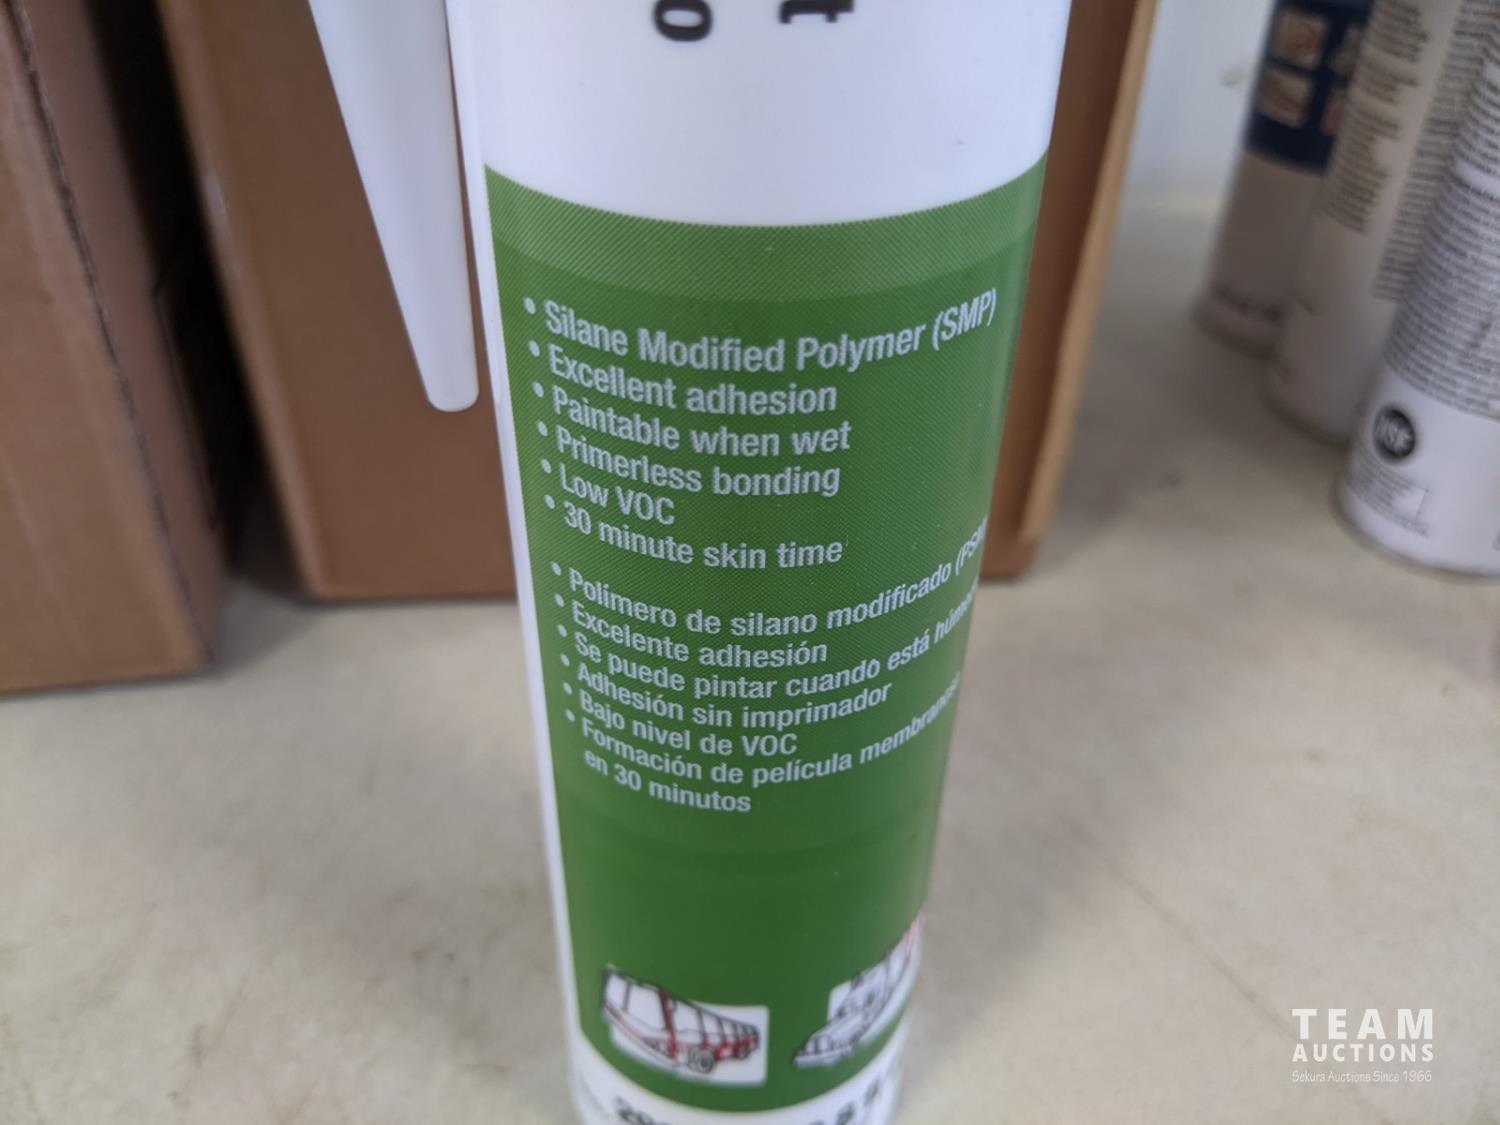 • Silane Modified Polymer (SMP)
• Excellent adhesion
• Paintable when wet
• Primerless bonding
• Low VOC
• 30 minute skin time
• Polímero de silano modificado
• Excelente adhesión
• Se puede pintar cuando está
• Adhesión sin imprimador
• Bajo nivel de VOC
• Formación de película
en 30 minutos
NSF
TEAM
AUCTIONS
Sekura Auctions Since 1966